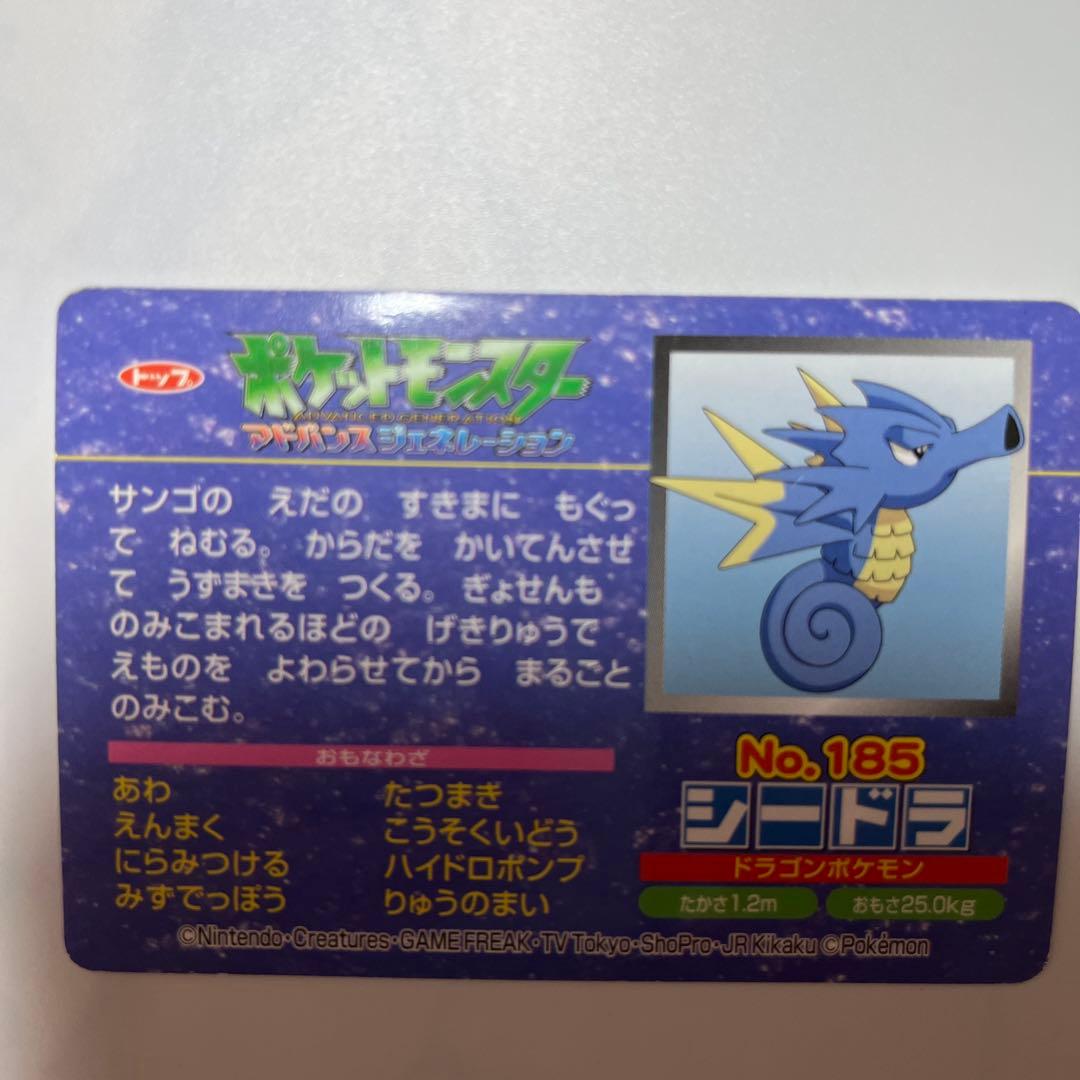 トップ
ポケットモンスター
ADVANCED GENERATION
アドバンスジェネレーション
サンゴの えだの すきまに もぐっ
て ねむる。 からだを かいてんさせ
て うずまきを つくる。 ぎょせんも
のみこまれるほどの げきりゅうで
えものを よわらせてから まるごと
のみこむ。
おもなわざ
あわ
えんまく
にらみつける
みずでっぽう
たつまき
こうそくいどう
ハイドロポンプ
りゅうのまい
No.185
シードラ
ドラゴンポケモン
たかさ1.2m おもさ25.0kg
©Nintendo・Creatures・GAME FREAK・TV Tokyo・ShoPro・JR Kikaku ©Pokémon